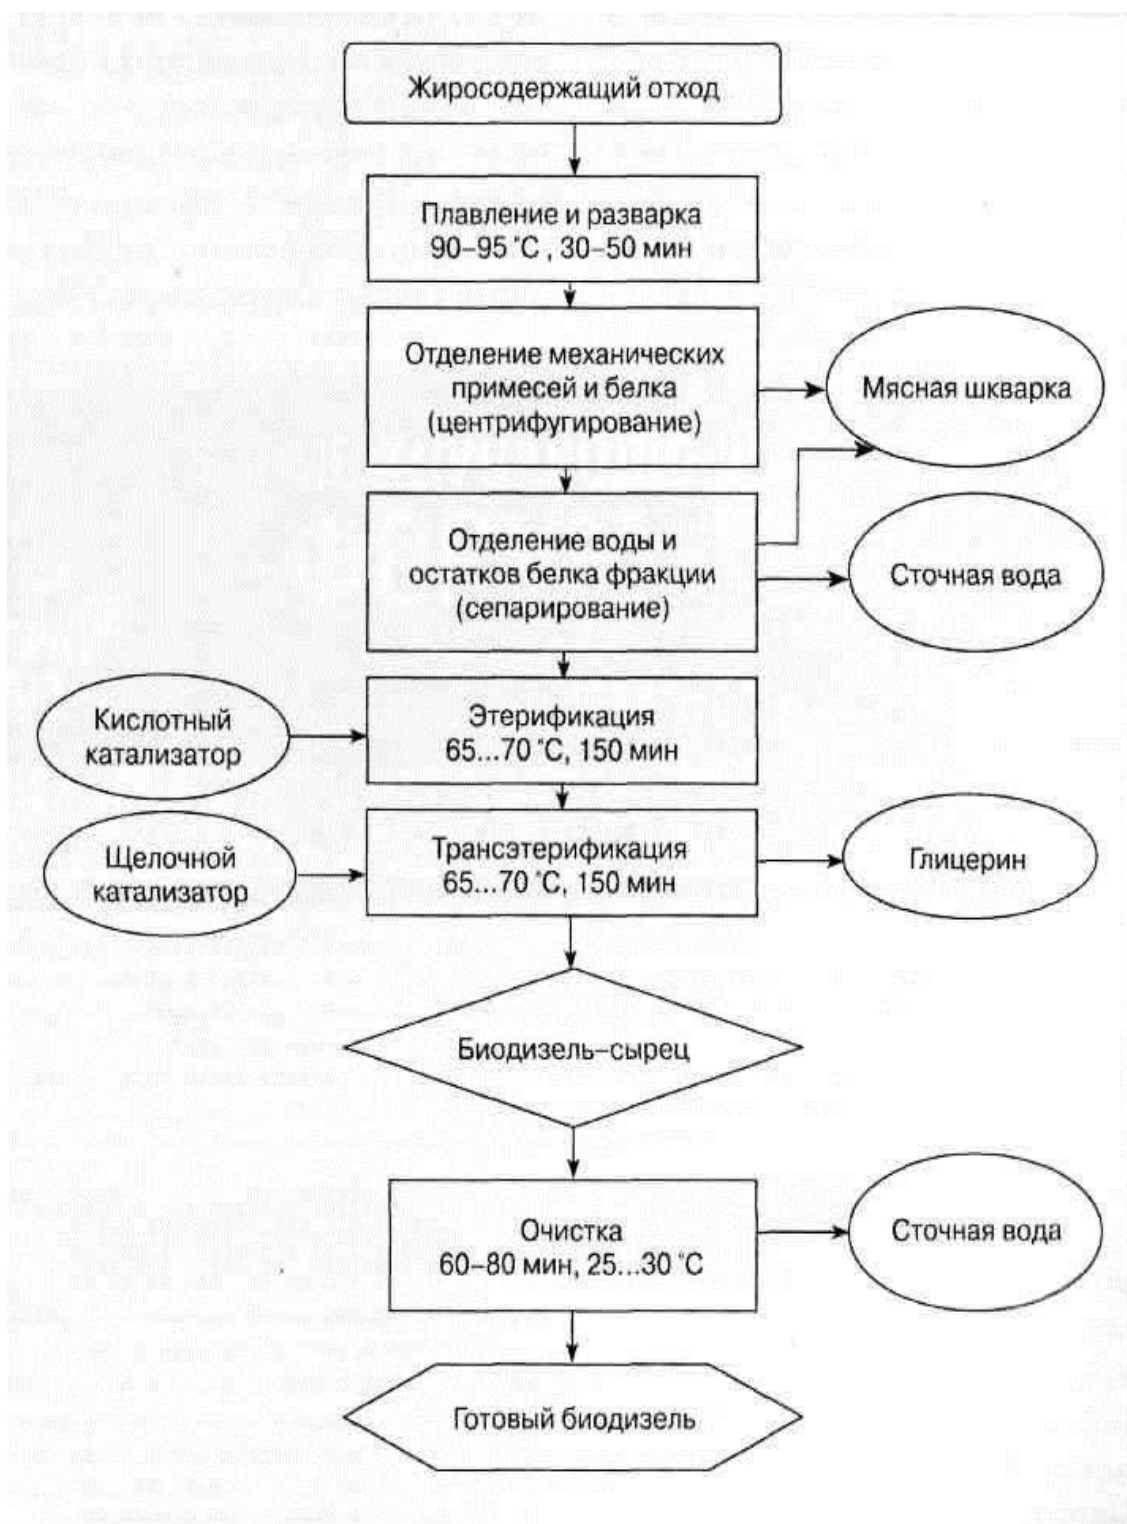 Жиросодержащий отход
Плавление и разварка
90–95 °С , 30–50 мин
Отделение механических
примесей и белка
(центрифугирование)
Мясная шкварка
Отделение воды и
остатков белка фракции
(сепарирование)
Сточная вода
Кислотный
катализатор
Этерификация
65...70 °С, 150 мин
Щелочной
катализатор
Трансэтерификация
65...70 °С, 150 мин
Глицерин
Биодизель–сырец
Очистка
60–80 мин, 25...30 °С
Сточная вода
Готовый биодизель